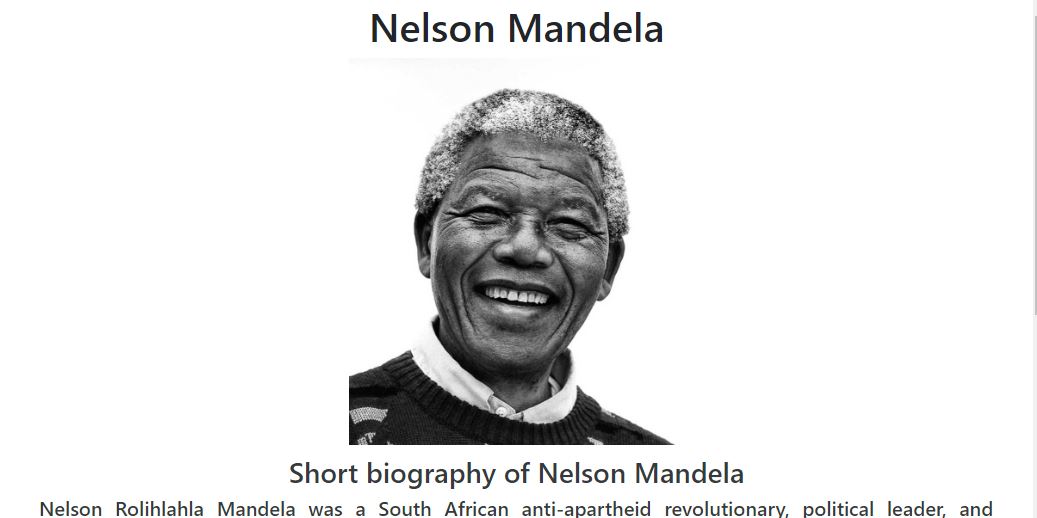 Nelson Mandela
Short biography of Nelson Mandela
Nelson Rolihlahla Mandela was a South African anti-apartheid revolutionary, political leader, and